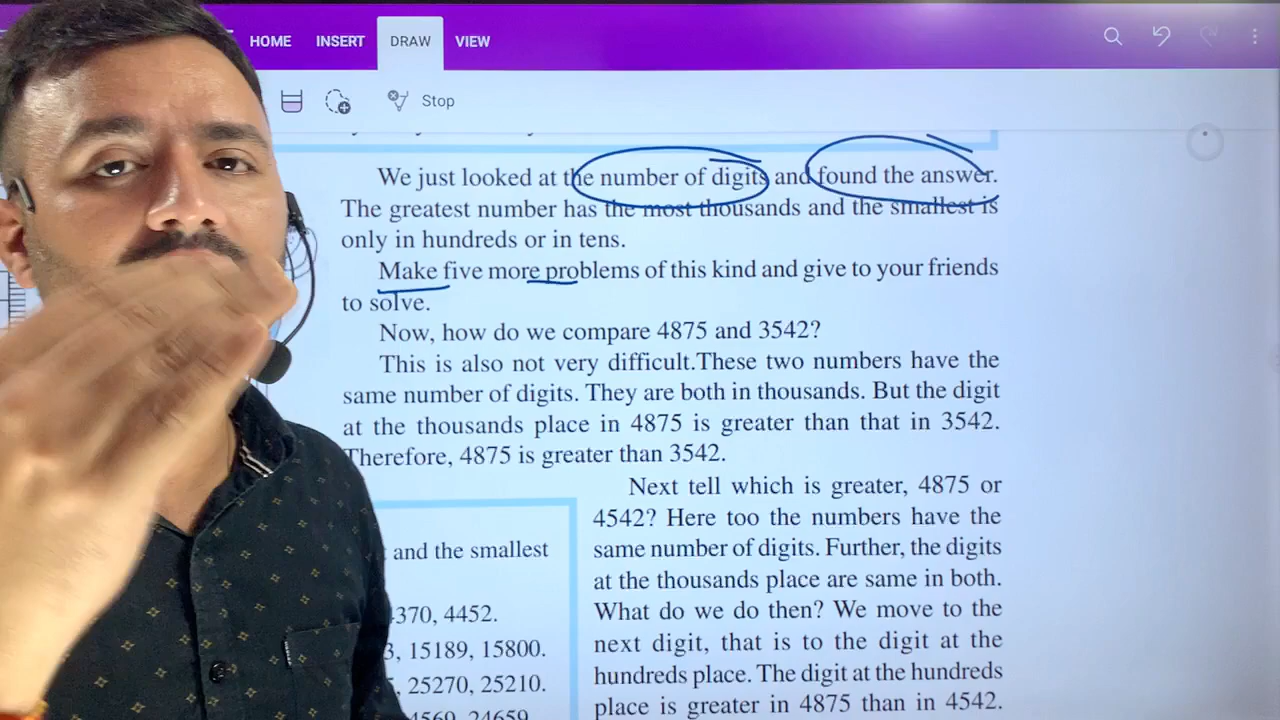 HOME INSERT DRAW VIEW
Stop
We just looked at the number of digits and found the answer.
The greatest number has the most thousands and the smallest is
only in hundreds or in tens.
Make five more problems of this kind and give to your friends
to solve.
Now, how do we compare 4875 and 3542?
This is also not very difficult.These two numbers have the
same number of digits. They are both in thousands. But the digit
at the thousands place in 4875 is greater than that in 3542.
Therefore, 4875 is greater than 3542.
Next tell which is greater, 4875 or
4542? Here too the numbers have the
same number of digits. Further, the digits
at the thousands place are same in both.
What do we do then? We move to the
next digit, that is to the digit at the
hundreds place. The digit at the hundreds
place is greater in 4875 than in 4542.
and the smallest
4452.
15189, 15800.
25270, 25210.
24659